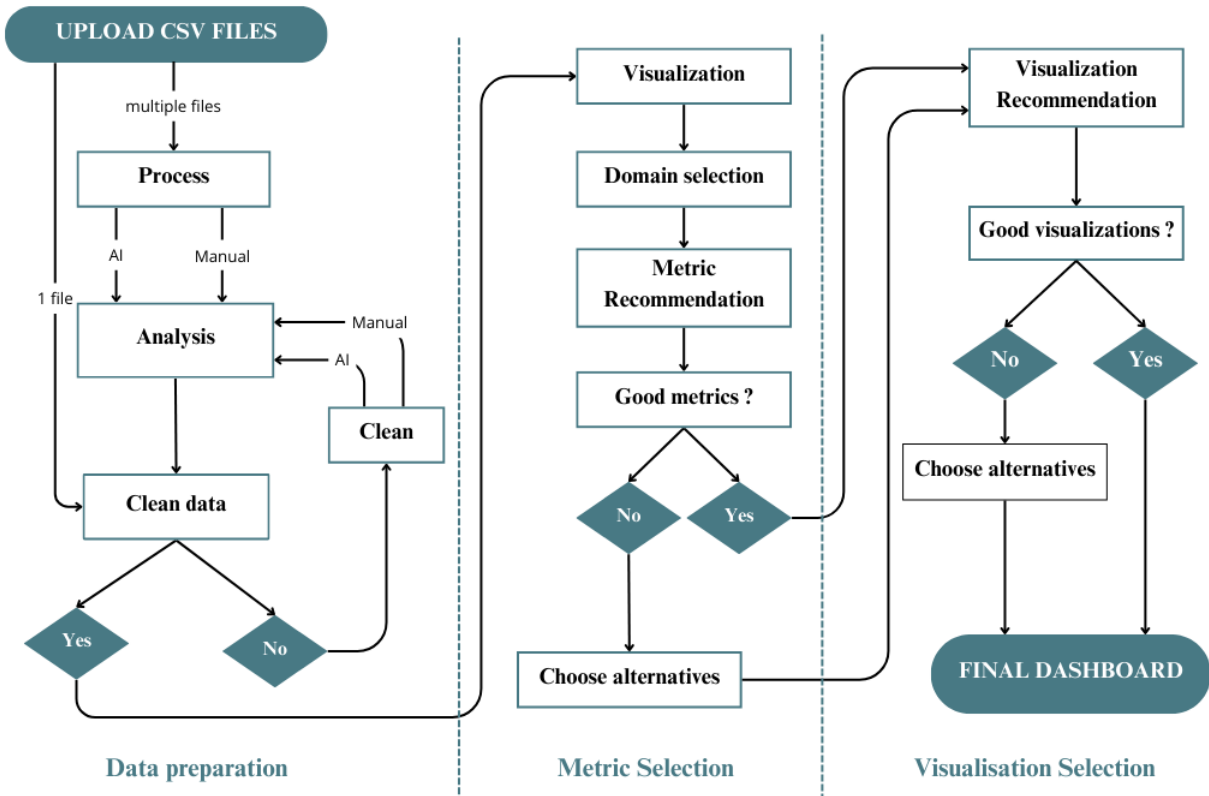 UPLOAD CSV FILES
multiple files
Process
AI
Manual
1 file
Analysis
Manual
AI
Clean
Clean data
Yes
No
Data preparation
Visualization
Domain selection
Metric
Recommendation
Good metrics ?
No
Yes
Choose alternatives
Metric Selection
Visualization
Recommendation
Good visualizations ?
No
Yes
Choose alternatives
FINAL DASHBOARD
Visualisation Selection